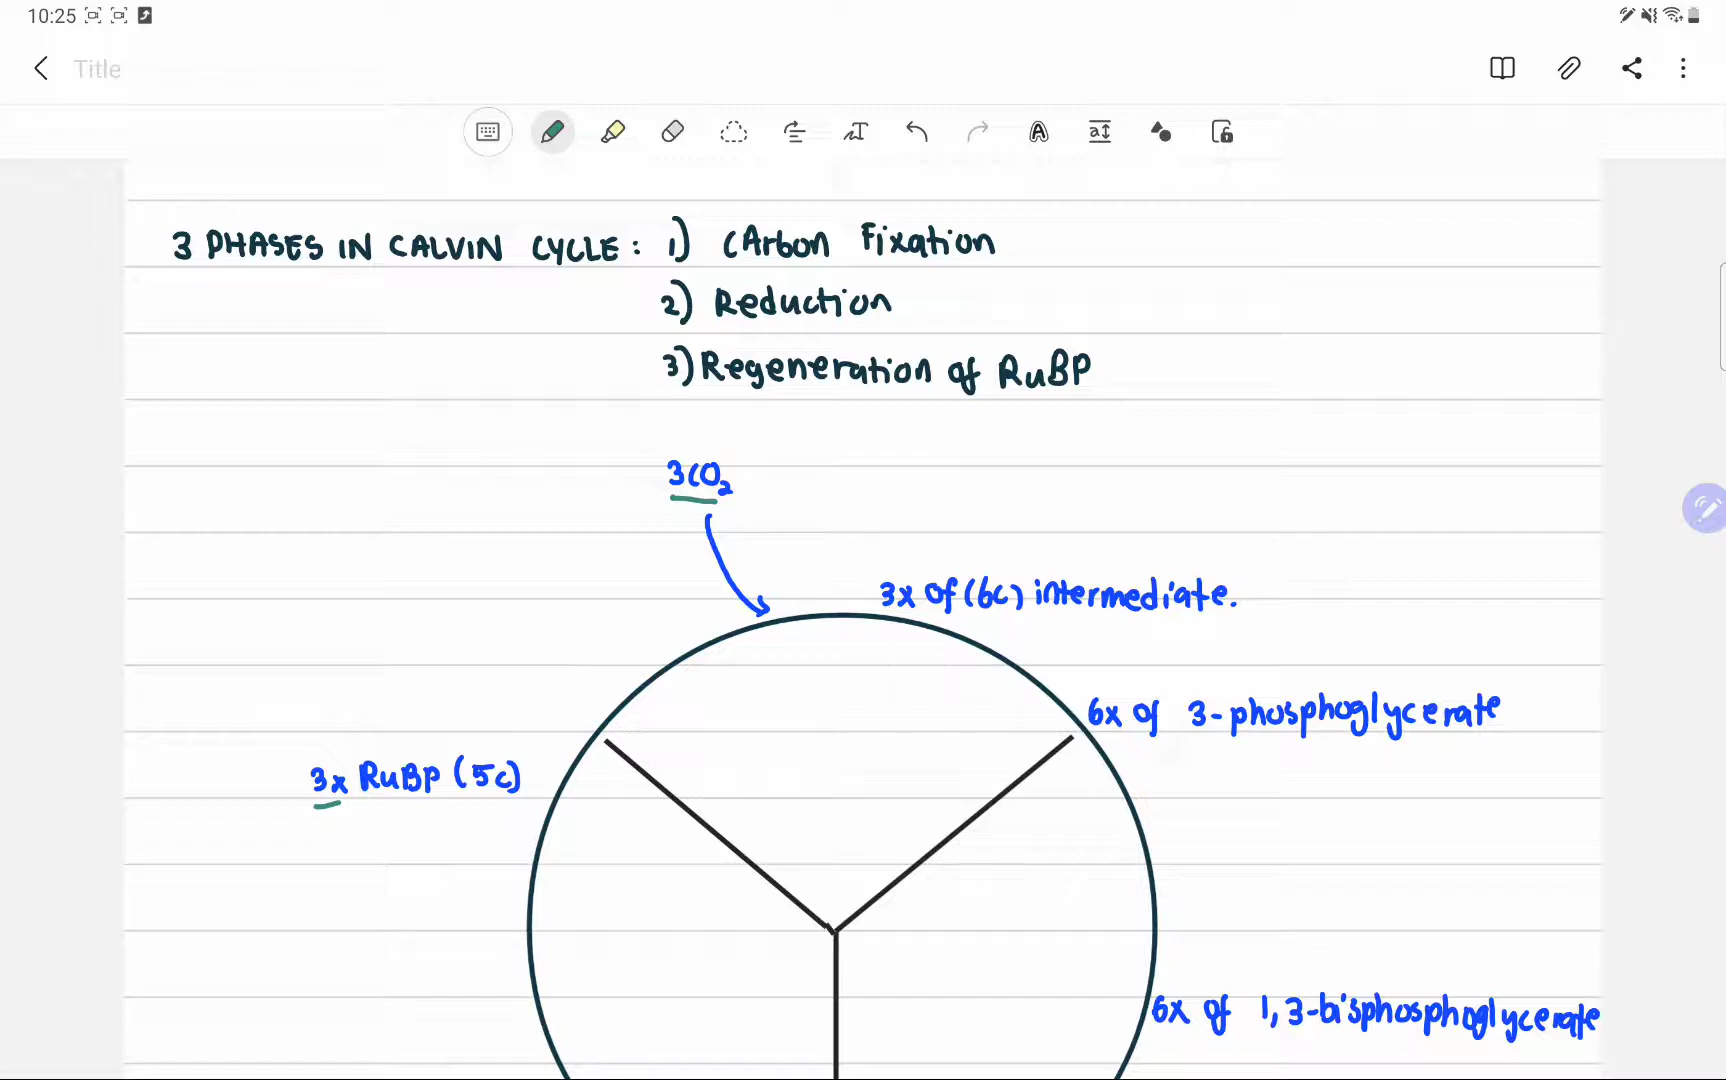 10:25
Title
3 PHASES IN CALVIN CYCLE: 1) CArbon Fixation
2) Reduction
3) Regeneration of RuBP
3CO₂
3x of (6C) intermediate.
6x of 3-phosphoglycerate
3x RuBP (5C)
6x of 1,3-bisphosphoglycerate